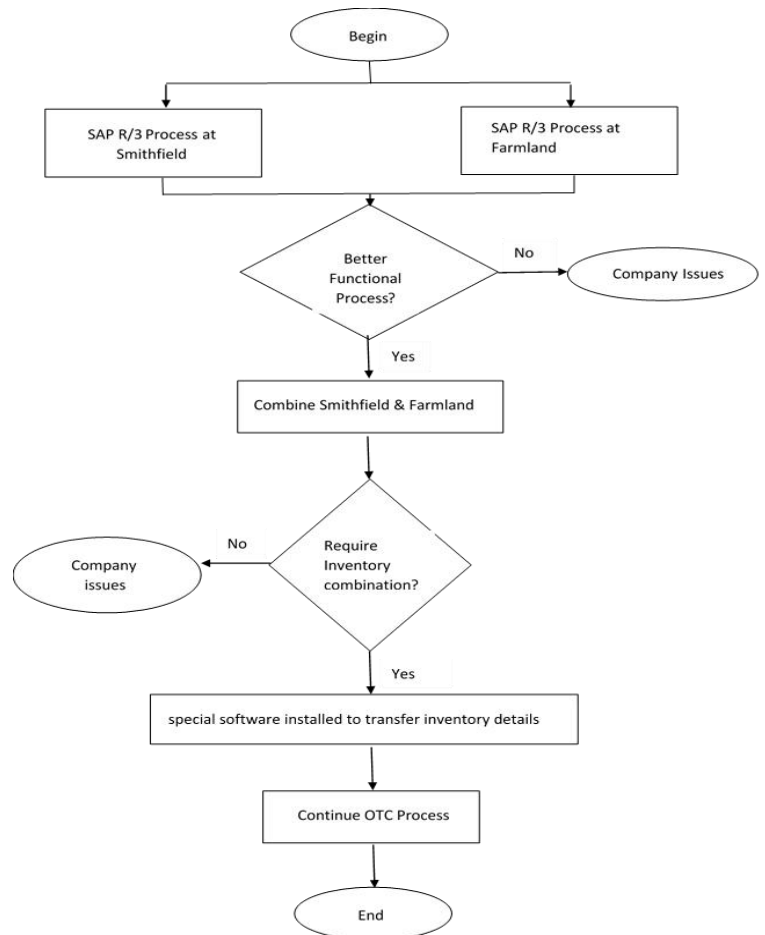 Begin
SAP R/3 Process at
Smithfield
SAP R/3 Process at
Farmland
Better
Functional
Process?
No
Company Issues
Yes
Combine Smithfield & Farmland
Require
Inventory
combination?
No
Company
issues
Yes
special software installed to transfer inventory details
Continue OTC Process
End